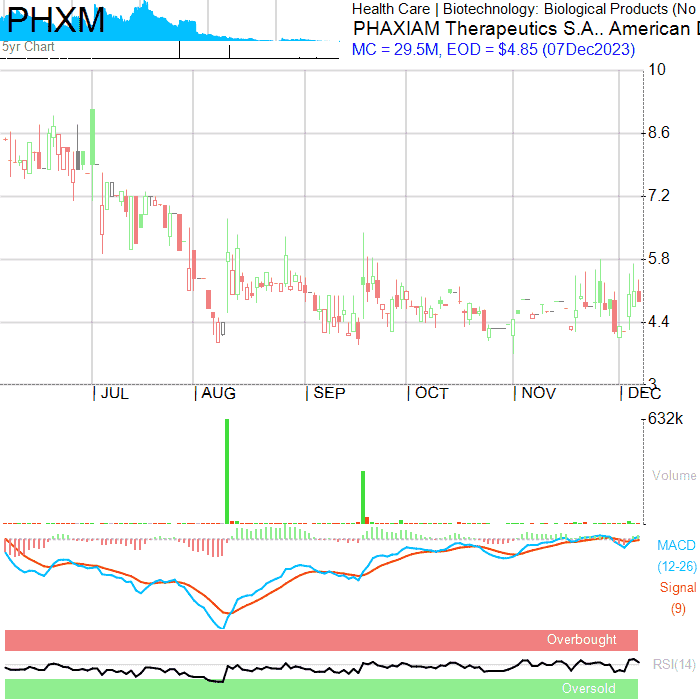 PHXM
5yr Chart
Health Care | Biotechnology: Biological Products (No
PHAXIAM Therapeutics S.A.. American
MC = 29.5M, EOD = $4.85 (07Dec2023)
10
8.6
7.2
5.8
4.4
3
JUL AUG SEP OCT NOV DEC
632k
Volume
MACD
(12-26)
Signal
(9)
Overbought
RSI(14)
Oversold